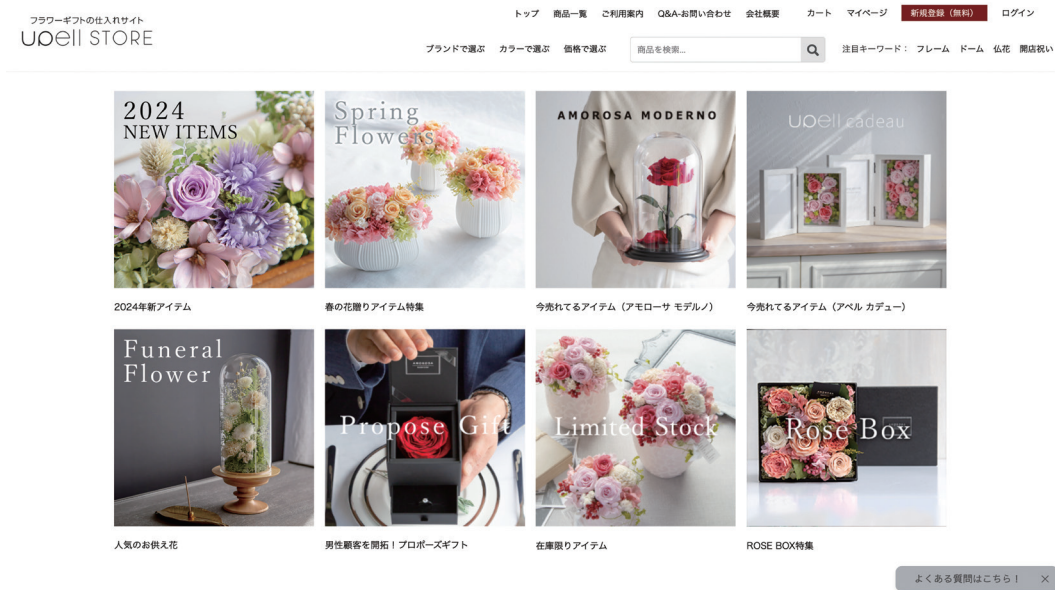 フラワーギフトの仕入れサイト
upell STORE
トップ 商品一覧 ご利用案内 Q&A-お問い合わせ 会社概要 カート マイページ 新規登録（無料） ログイン
ブランドで選ぶ カラーで選ぶ 価格で選ぶ 商品を検索... 注目キーワード： フレーム ドーム 仏花 開店祝い
2024
NEW ITEMS
Spring
Flowers
AMOROSA MODERNO
upell cadeau
2024年新アイテム
春の花贈りアイテム特集
今売れてるアイテム（アモローサ モデルノ）
今売れてるアイテム（アペル カデュー）
Funeral
Flower
Propose Gift
Limited Stock
Rose Box
人気のお供え花
男性顧客を開拓！プロポーズギフト
在庫限りアイテム
ROSE BOX特集
よくある質問はこちら！ ×